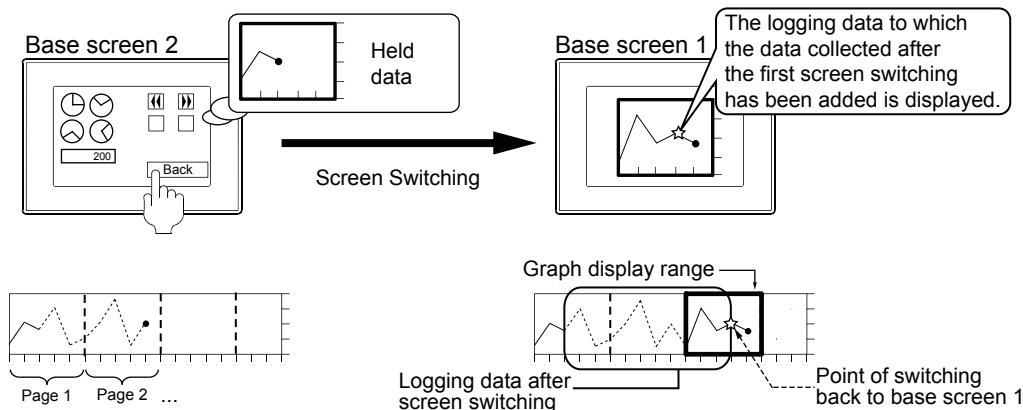 Base screen 2
Held
data
200
Back
Screen Switching
Base screen 1
The logging data to which
the data collected after
the first screen switching
has been added is displayed.
Page 1
Page 2
...
Graph display range
Logging data after
screen switching
Point of switching
back to base screen 1